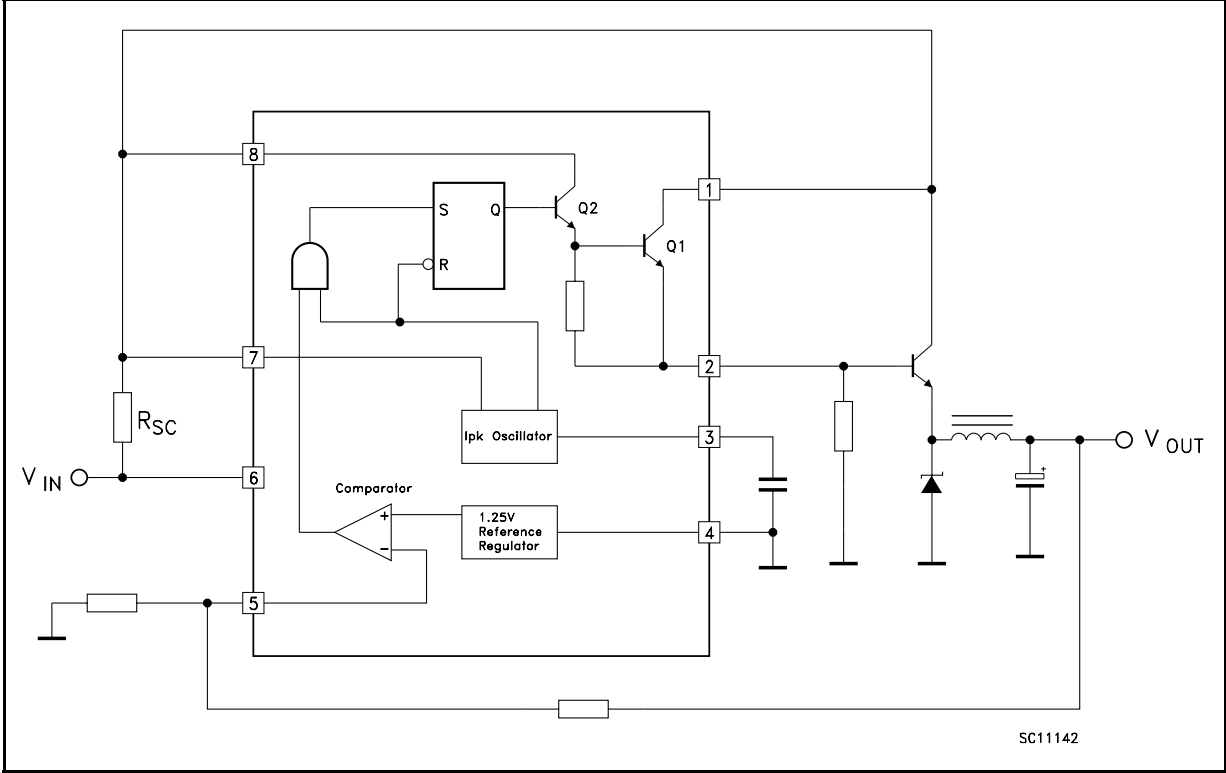 8
1
S Q
Q2
Q1
R
7
2
R SC
Ipk Oscillator
3
V IN
6
V OUT
+
Comparator
+
−
1.25V
Reference
Regulator
4
5
SC11142